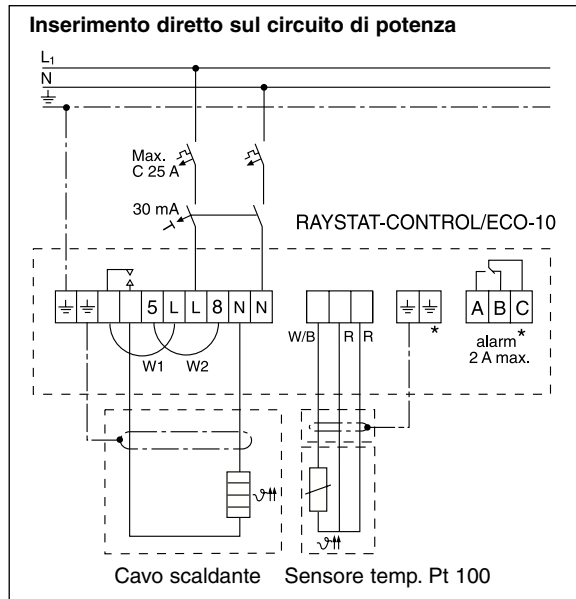 Inserimento diretto sul circuito di potenza
L1
N
Max.
C 25 A
30 mA
RAYSTAT-CONTROL/ECO-10
5 L L 8 N N
A B C
W/B R R
*
alarm*
2 A max.
W1 W2
ϑ
ϑ
Cavo scaldante Sensore temp. Pt 100